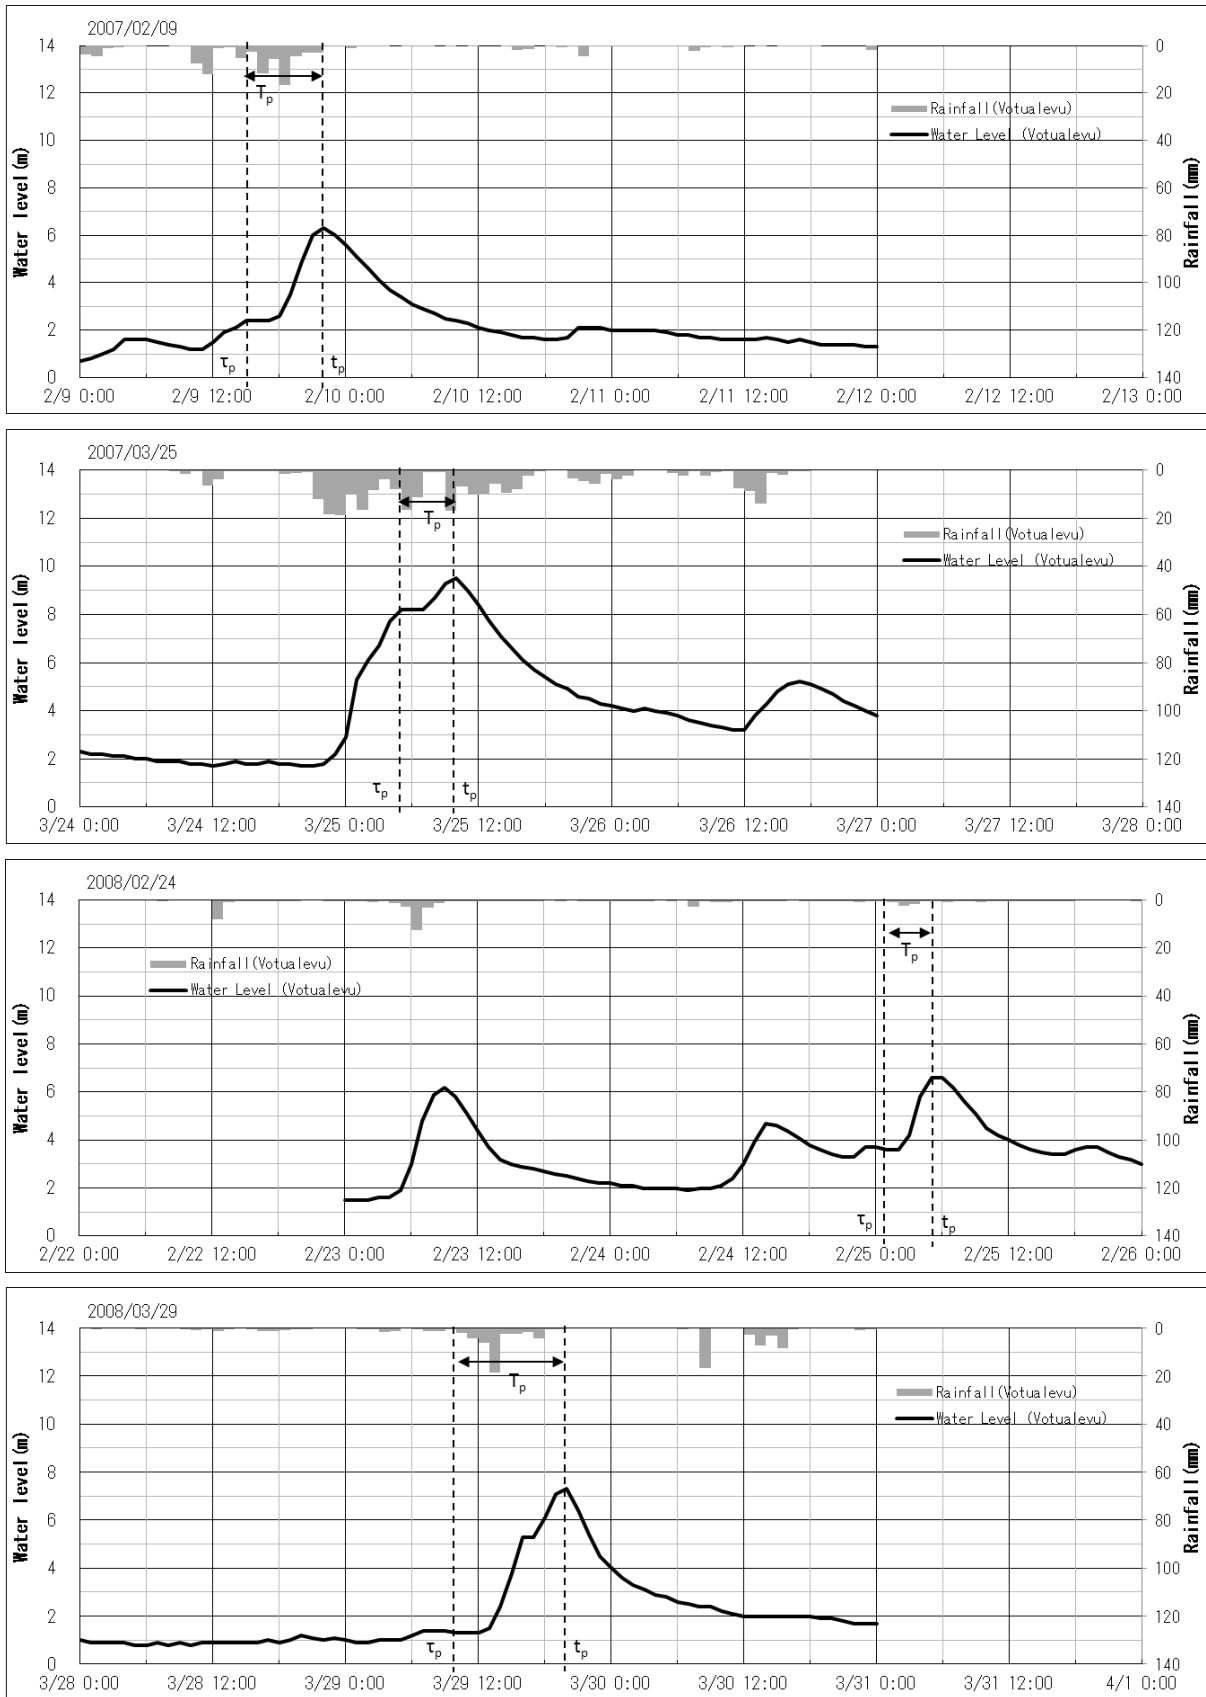 2007/02/09
14 0
12 20
10 40
8 60
6 80
4 100
2 120
0 140
Water level(m)
Rainfall(mm)
Tp
Rainfall(Votualevu)
Water Level (Votualevu)
τp tp
2/9 0:00 2/9 12:00 2/10 0:00 2/10 12:00 2/11 0:00 2/11 12:00 2/12 0:00 2/12 12:00 2/13 0:00
2007/03/25
14 0
12 20
10 40
8 60
6 80
4 100
2 120
0 140
Water level(m)
Rainfall(mm)
Tp
Rainfall(Votualevu)
Water Level (Votualevu)
τp tp
3/24 0:00 3/24 12:00 3/25 0:00 3/25 12:00 3/26 0:00 3/26 12:00 3/27 0:00 3/27 12:00 3/28 0:00
2008/02/24
14 0
12 20
10 40
8 60
6 80
4 100
2 120
0 140
Water level(m)
Rainfall(mm)
Tp
Rainfall(Votualevu)
Water Level (Votualevu)
τp tp
2/22 0:00 2/22 12:00 2/23 0:00 2/23 12:00 2/24 0:00 2/24 12:00 2/25 0:00 2/25 12:00 2/26 0:00
2008/03/29
14 0
12 20
10 40
8 60
6 80
4 100
2 120
0 140
Water level(m)
Rainfall(mm)
Tp
Rainfall(Votualevu)
Water Level (Votualevu)
τp tp
3/28 0:00 3/28 12:00 3/29 0:00 3/29 12:00 3/30 0:00 3/30 12:00 3/31 0:00 3/31 12:00 4/1 0:00